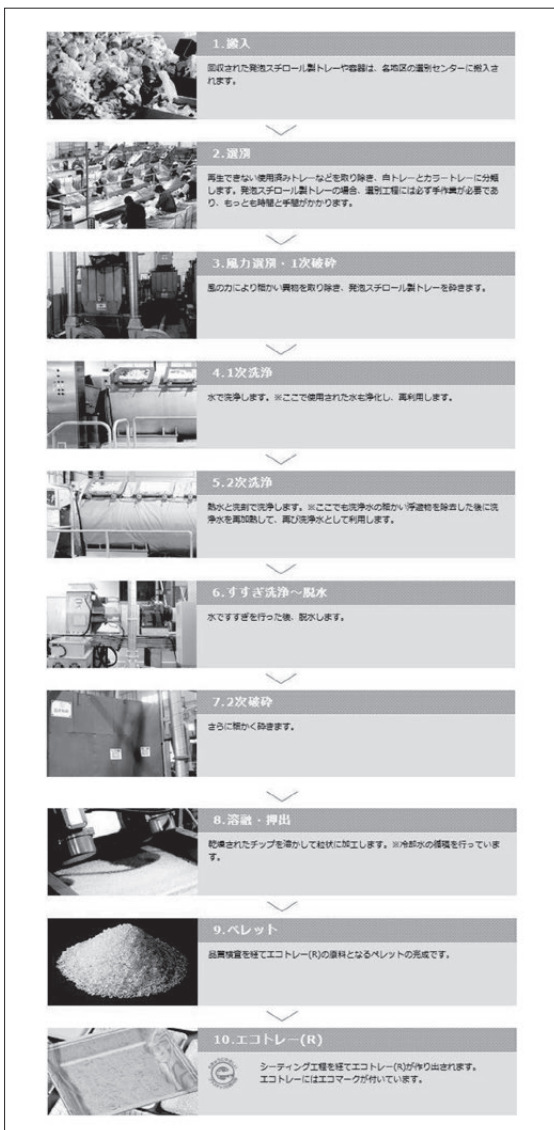 1.搬入
回収された発泡スチロール製トレーや容器は、各地区の選別センターに搬入さ
れます。
2.選別
再生できない使用済みトレーなどを取り除き、白トレーとカラートレーに分類
します。発泡スチロール製トレーの場合、選別工程には必ず手作業が必要であ
り、もっとも時間と手間がかかります。
3.風力選別・1次破砕
風の力により細かい異物を取り除き、発泡スチロール製トレーを砕きます。
4.1次洗浄
水で洗浄します。※ここで使用された水も浄化し、再利用します。
5.2次洗浄
熱水と洗剤で洗浄します。※ここでも洗浄水の細かい浮遊物を除去した後に洗
浄水を再加熱して、再び洗浄水として利用します。
6.すすぎ洗浄～脱水
水ですすぎを行った後、脱水します。
7.2次破砕
さらに細かく砕きます。
8.溶融・押出
乾燥されたチップを溶かして粒状に加工します。※冷却水の循環を行っていま
す。
9.ペレット
品質検査を経てエコトレー(R)の原料となるペレットの完成です。
10.エコトレー(R)
シーティング工程を経てエコトレー(R)が作り出されます。
エコトレーにはエコマークが付いています。